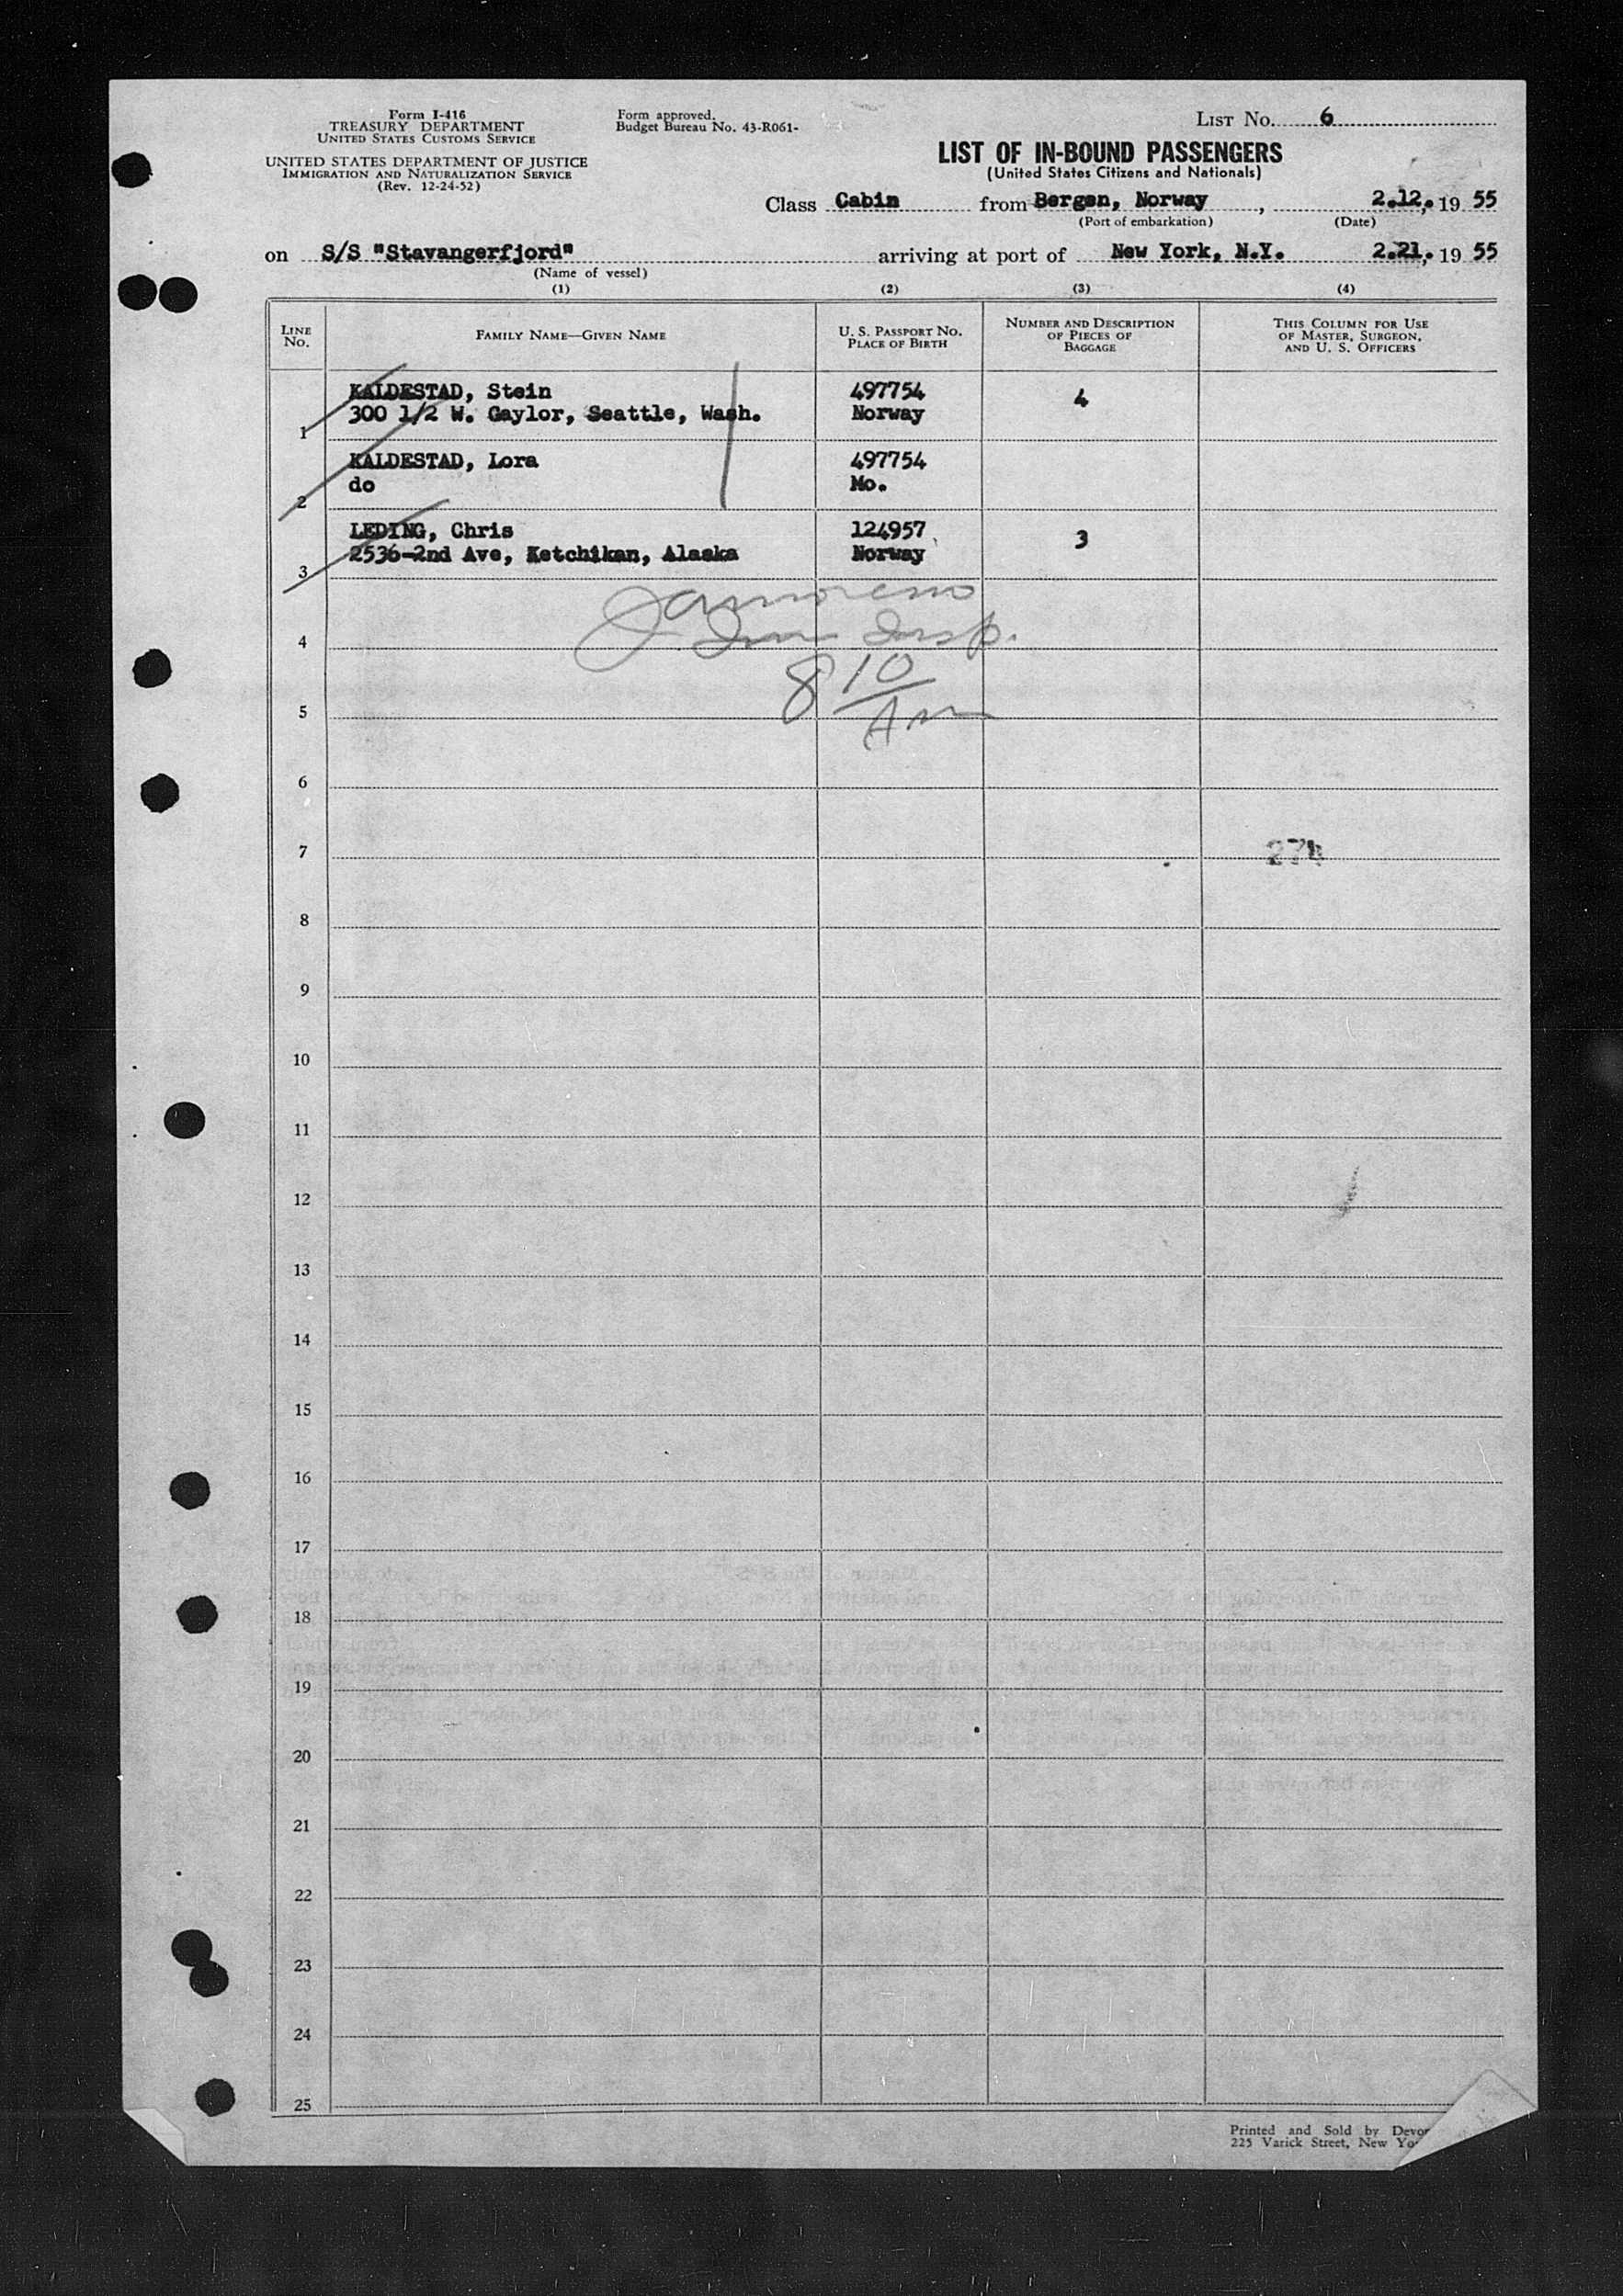 Form I-416
TREASURY DEPARTMENT
UNITED STATES CUSTOMS SERVICE
UNITED STATES DEPARTMENT OF JUSTICE
IMMIGRATION AND NATURALIZATION SERVICE
(Rev. 12-24-52)
Form approved.
Budget Bureau No. 43-R061-
LIST No. 6
LIST OF IN-BOUND PASSENGERS
(United States Citizens and Nationals)
Class Cabin from Bergen, Norway, 2.12. 19 55
(Port of embarkation) (Date)
on S/S "Stavangerfjord" arriving at port of New York, N.Y. 2.21. 19 55
(Name of vessel)
(1) (2) (3) (4)
LINE No. FAMILY NAME—GIVEN NAME U. S. PASSPORT NO. PLACE OF BIRTH NUMBER AND DESCRIPTION OF PIECES OF BAGGAGE THIS COLUMN FOR USE OF MASTER, SURGEON, AND U. S. OFFICERS
KALDESTAD, Stein 497754 4
1 300 1/2 W. Gaylor, Seattle, Wash. Norway
KALDESTAD, Lora 497754
2 do Mo.
LEDING, Chris 124957 3
3 2536-2nd Ave, Ketchikan, Alaska Norway
4 Imm Insp.
5 8 10 Am
6
7
8
9
10
11
12
13
14
15
16
17
18
19
20
21
22
23
24
25
Printed and Sold by
225 Varick Street, New